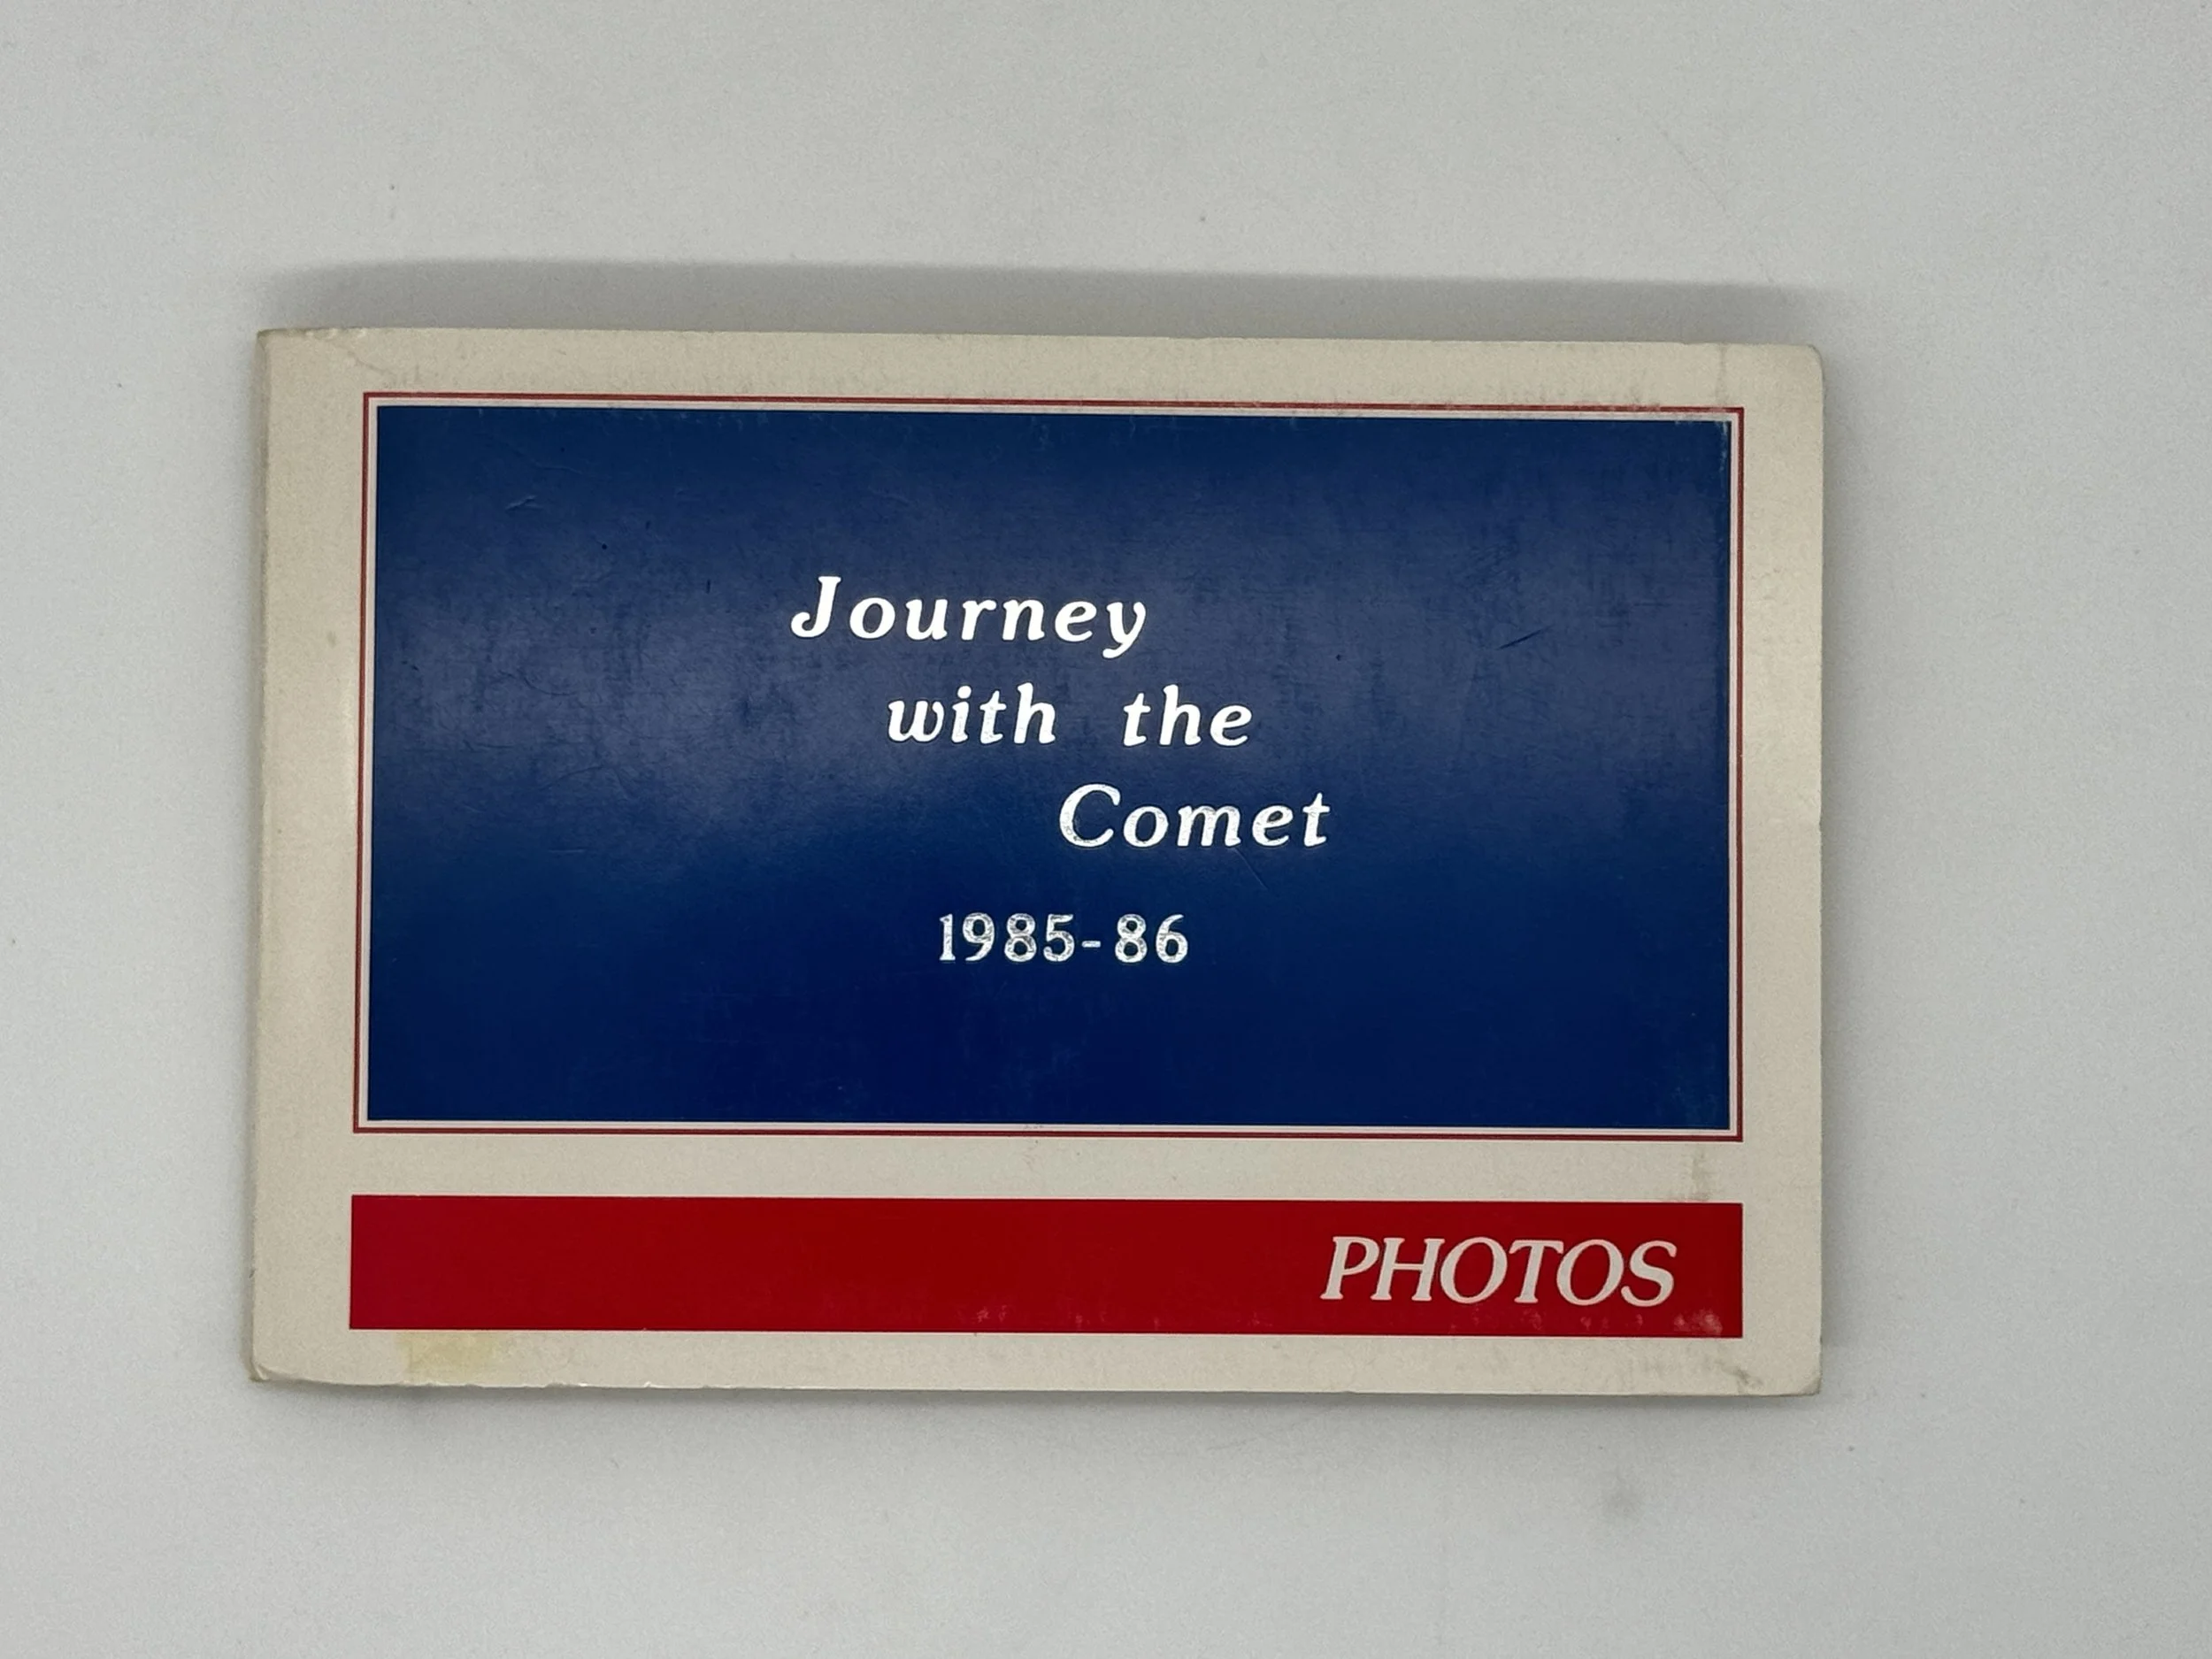 Journey
with the
Comet
1985-86
PHOTOS